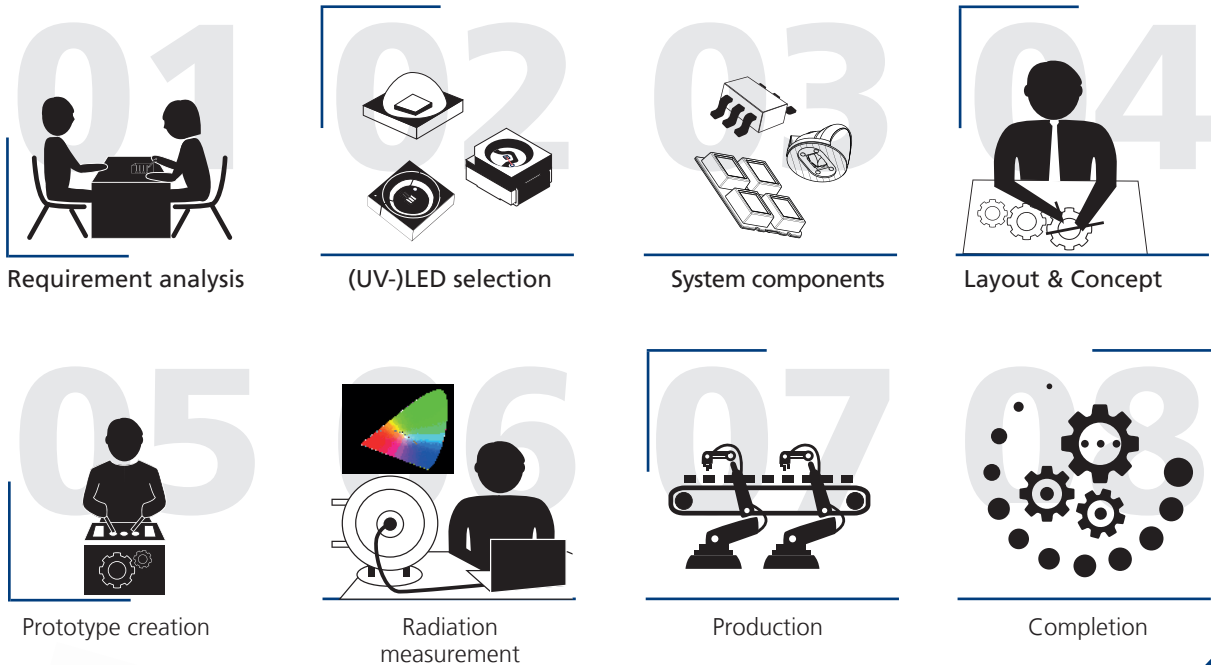 01
02
03
04
Requirement analysis
(UV-)LED selection
System components
Layout & Concept
05
06
07
08
Prototype creation
Radiation
measurement
Production
Completion